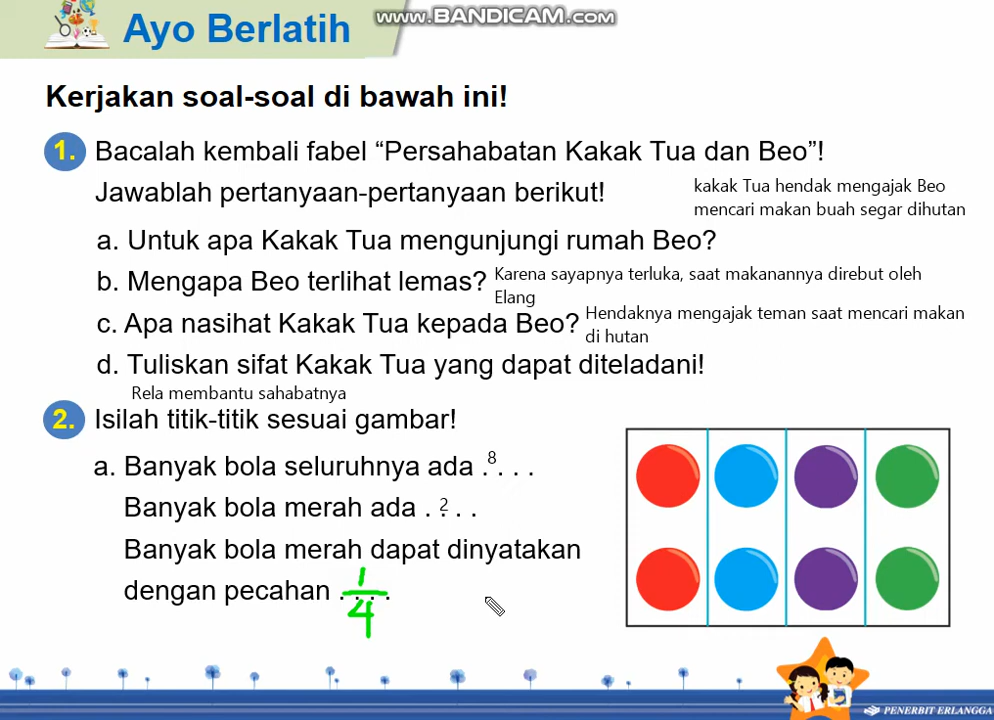 www.BANDICAM.com
Ayo Berlatih
Kerjakan soal-soal di bawah ini!
1. Bacalah kembali fabel “Persahabatan Kakak Tua dan Beo”!
Jawablah pertanyaan-pertanyaan berikut!
kakak Tua hendak mengajak Beo
mencari makan buah segar dihutan
a. Untuk apa Kakak Tua mengunjungi rumah Beo?
b. Mengapa Beo terlihat lemas? Karena sayapnya terluka, saat makanannya direbut oleh
Elang
c. Apa nasihat Kakak Tua kepada Beo? Hendaknya mengajak teman saat mencari makan
di hutan
d. Tuliskan sifat Kakak Tua yang dapat diteladani!
Rela membantu sahabatnya
2. Isilah titik-titik sesuai gambar!
a. Banyak bola seluruhnya ada . 8 . . .
Banyak bola merah ada . 2 . . .
Banyak bola merah dapat dinyatakan
dengan pecahan . . . . 1/4
PENERBIT ERLANGGA